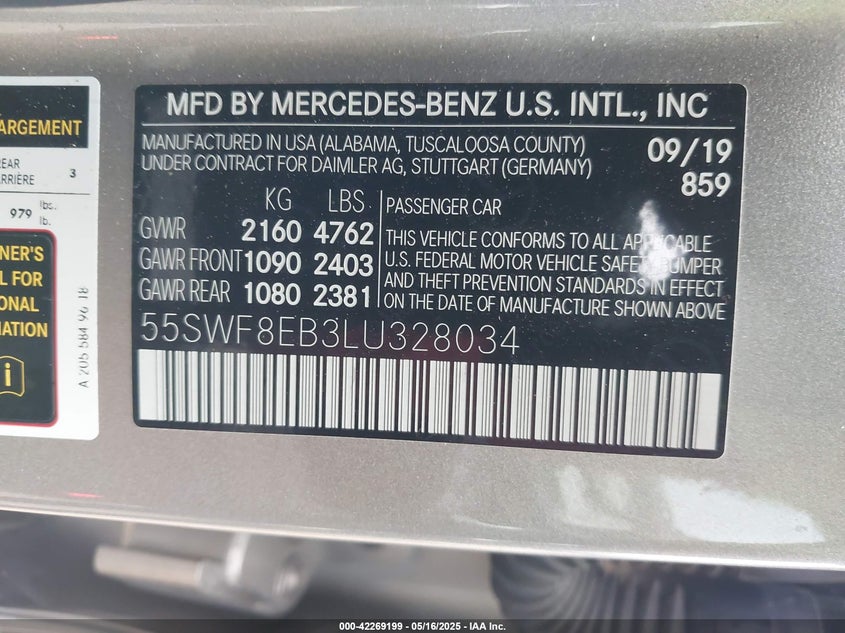 ARGEMENT
REAR
ARRIÈRE 3
979 lbs.
lb.
NER'S
L FOR
IONAL
MATION
A 205 584 96 18
MFD BY MERCEDES-BENZ U.S. INTL., INC
MANUFACTURED IN USA (ALABAMA, TUSCALOOSA COUNTY)
UNDER CONTRACT FOR DAIMLER AG, STUTTGART (GERMANY)
09/19
859
KG LBS
GVWR 2160 4762
GAWR FRONT 1090 2403
GAWR REAR 1080 2381
PASSENGER CAR
THIS VEHICLE CONFORMS TO ALL APPLICABLE
U.S. FEDERAL MOTOR VEHICLE SAFETY, BUMPER
AND THEFT PREVENTION STANDARDS IN EFFECT
ON THE DATE OF MANUFACTURE SHOWN ABOVE
55SWF8EB3LU328034
000-42269199 - 05/16/2025 - IAA Inc.